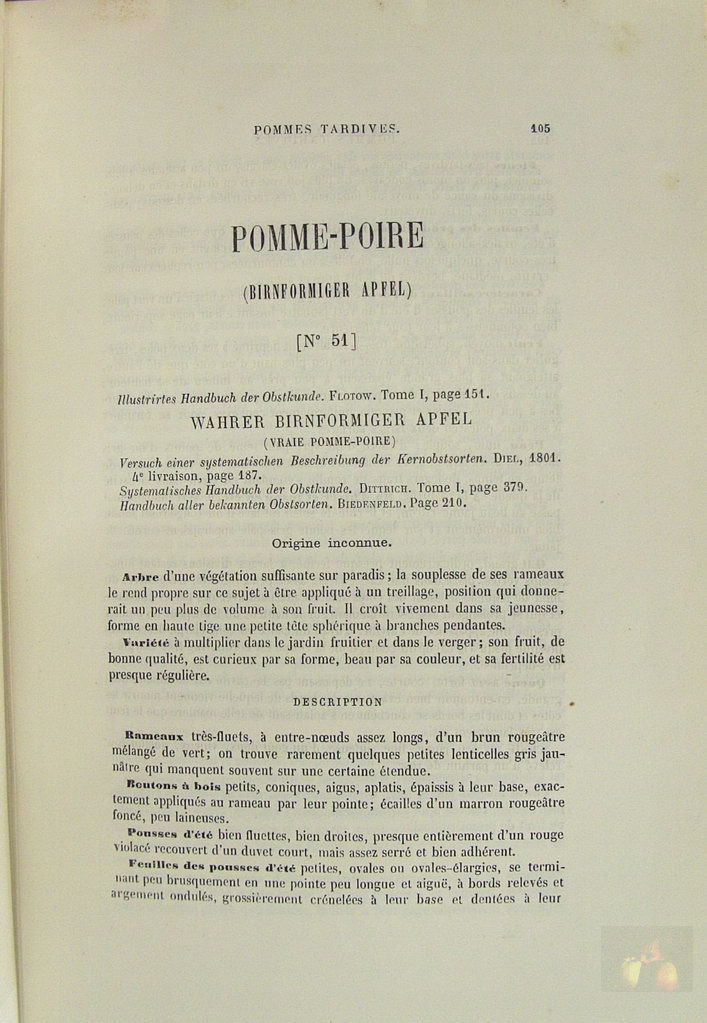 POMMES TARDIVES. 105
POMME-POIRE
(BIRNFORMIGER APFEL)
[N° 51]
Illustrirtes Handbuch der Obstkunde. FLOTOW. Tome I, page 151.
WAHRER BIRNFORMIGER APFEL
(VRAIE POMME-POIRE)
Versuch einer systematischen Beschreibung der Kernobstsorten. DIEL, 1801.
4e livraison, page 187.
Systematisches Handbuch der Obstkunde. DITTRICH. Tome I, page 379.
Handbuch aller bekannten Obstsorten. BIEDENFELD. Page 210.
Origine inconnue.
Arbre d'une végétation suffisante sur paradis; la souplesse de ses rameaux
le rend propre sur ce sujet à être appliqué à un treillage, position qui donne-
rait un peu plus de volume à son fruit. Il croît vivement dans sa jeunesse,
forme en haute tige une petite tête sphérique à branches pendantes.
Variété à multiplier dans le jardin fruitier et dans le verger; son fruit, de
bonne qualité, est curieux par sa forme, beau par sa couleur, et sa fertilité est
presque régulière.
DESCRIPTION
Rameaux très-fluets, à entre-nœuds assez longs, d'un brun rougeâtre
mélangé de vert; on trouve rarement quelques petites lenticelles gris jau-
nâtre qui manquent souvent sur une certaine étendue.
Boutons à bois petits, coniques, aigus, aplatis, épaissis à leur base, exac-
tement appliqués au rameau par leur pointe; écailles d'un marron rougeâtre
foncé, peu laineuses.
Pousses d'été bien fluettes, bien droites, presque entièrement d'un rouge
violacé recouvert d'un duvet court, mais assez serré et bien adhérent.
Feuilles des pousses d'été petites, ovales ou ovales-élargies, se termi-
nant peu brusquement en une pointe peu longue et aiguë, à bords relevés et
argement ondulés, grossièrement crénelées à leur base et dentées à leur